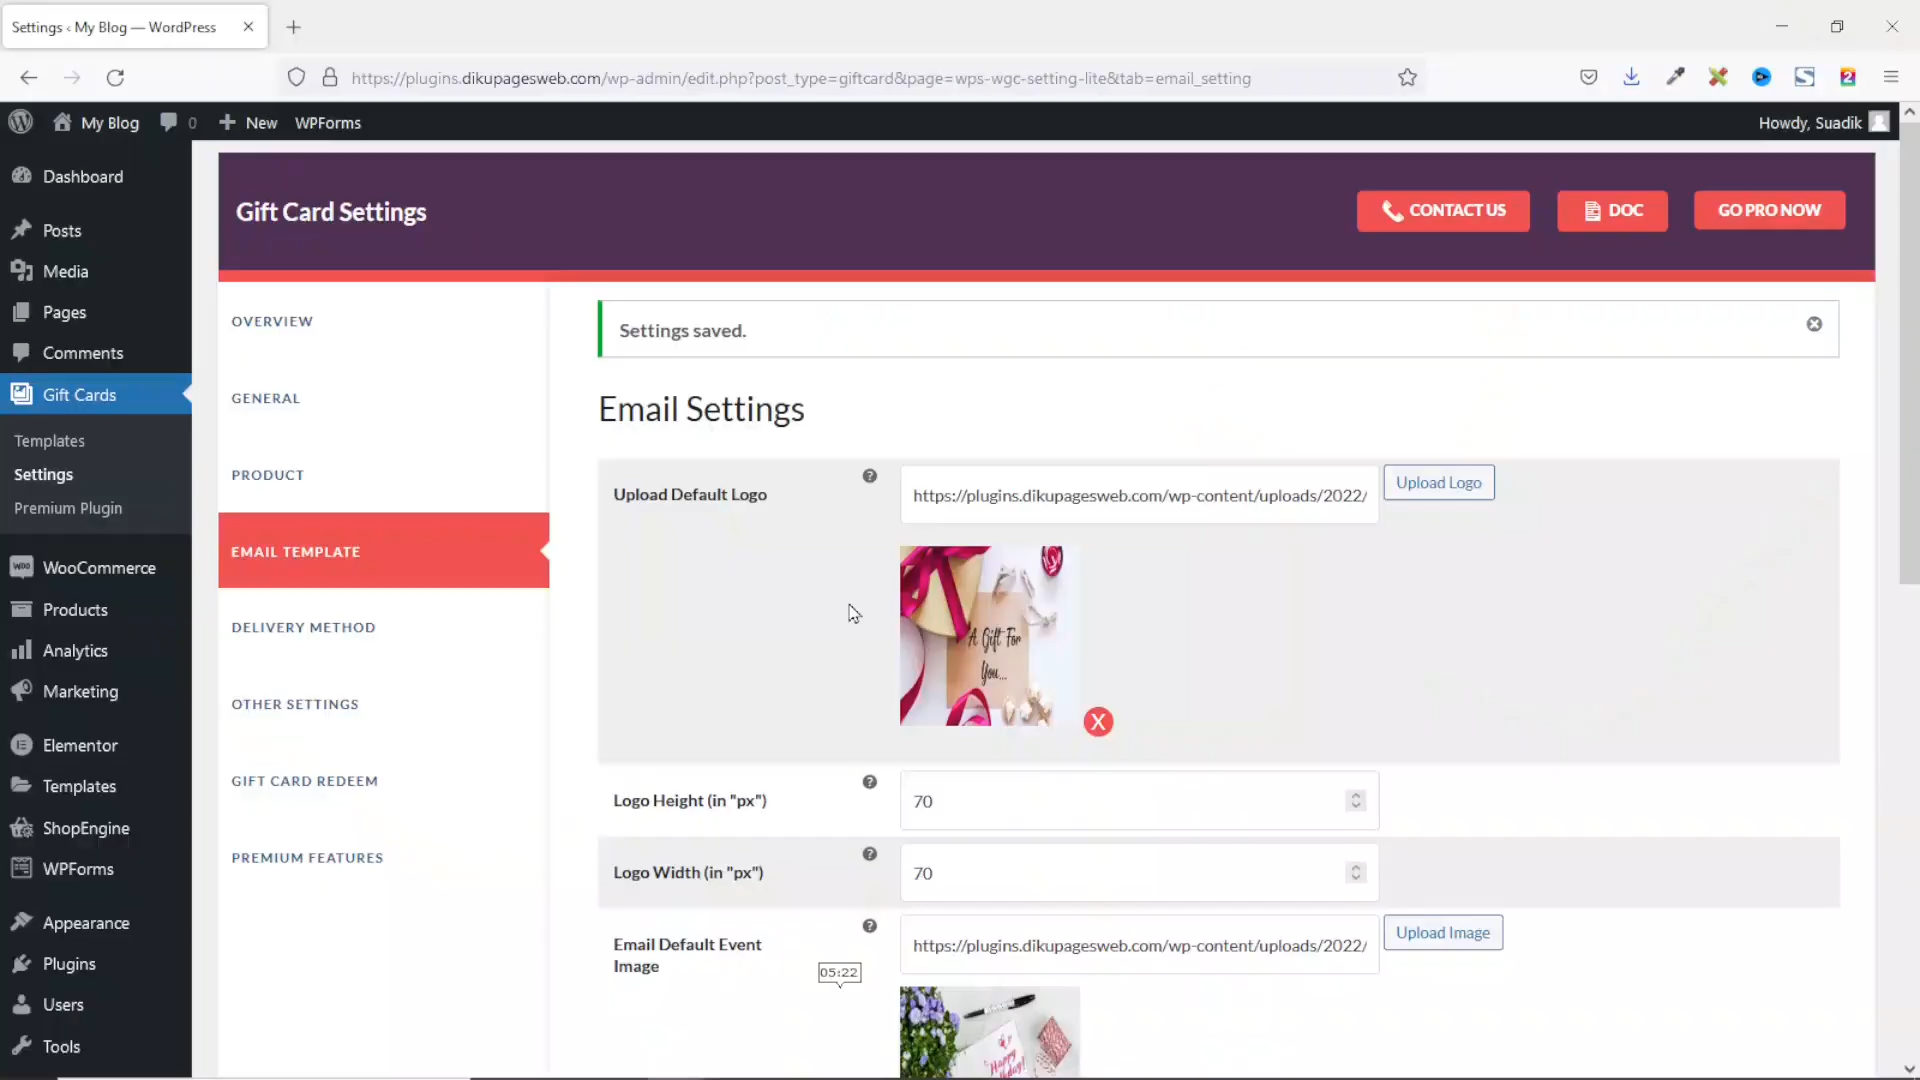 Settings ‹ My Blog — WordPress
https://plugins.dikupagesweb.com/wp-admin/edit.php?post_type=giftcard&page=wps-wgc-setting-lite&tab=email_setting
2
My Blog
0
New
WPForms
Howdy, Suadik
Dashboard
Posts
Media
Pages
Comments
Gift Cards
Templates
Settings
Premium Plugin
WooCommerce
Products
Analytics
Marketing
Elementor
Templates
ShopEngine
WPForms
Appearance
Plugins
Users
Tools
Gift Card Settings
CONTACT US
DOC
GO PRO NOW
OVERVIEW
GENERAL
PRODUCT
EMAIL TEMPLATE
DELIVERY METHOD
OTHER SETTINGS
GIFT CARD REDEEM
PREMIUM FEATURES
Settings saved.
Email Settings
Upload Default Logo
https://plugins.dikupagesweb.com/wp-content/uploads/2022/
Upload Logo
A Gift For
You...
X
Logo Height (in "px")
70
Logo Width (in "px")
70
Email Default Event
Image
https://plugins.dikupagesweb.com/wp-content/uploads/2022/
Upload Image
05:22
Happy